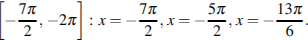 [-7π/2, -2π] : x = -7π/2, x = -5π/2, x = -13π/6.